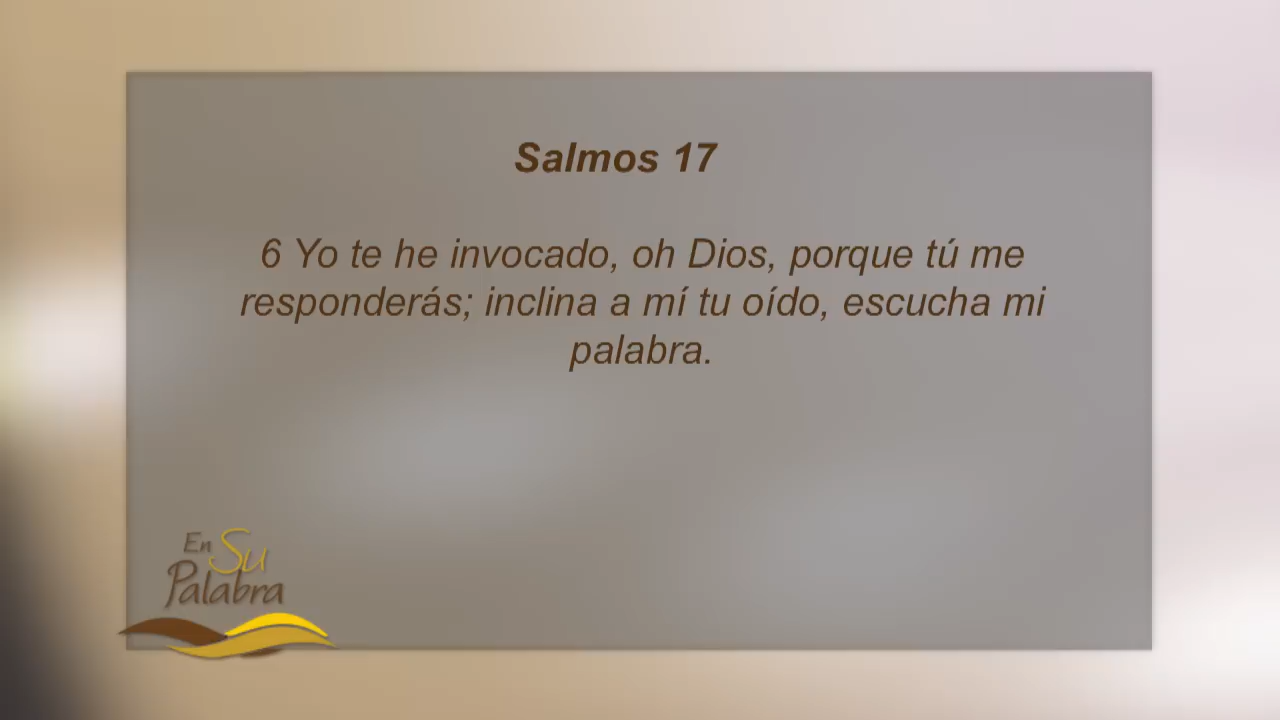 Salmos 17
6 Yo te he invocado, oh Dios, porque tú me
responderás; inclina a mí tu oído, escucha mi
palabra.
En Su
Palabra